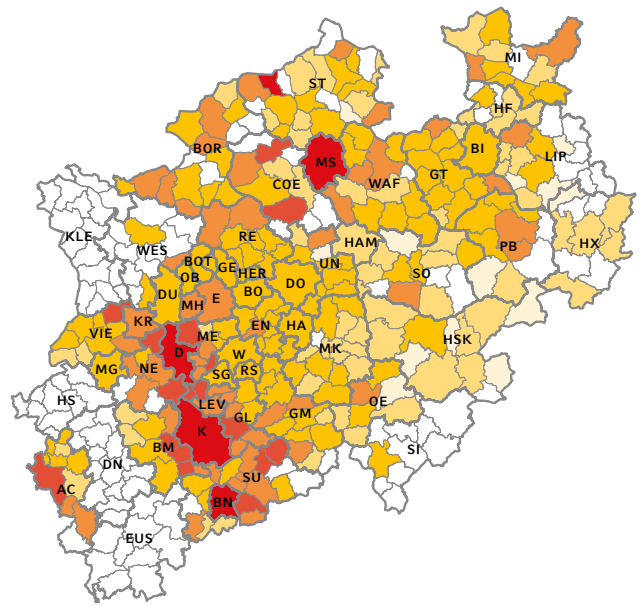 MI
ST
HF
BOR
MS
BI
LIP
COE
WAF
GT
KLE
WES
RE
HAM
PB
HX
BOT
GE
UN
OB
HER
SO
DU
MH
E
BO
DO
KR
VIE
ME
EN
HA
D
MK
HSK
MG
NE
W
SG
RS
HS
LEV
GL
GM
OE
K
BM
SI
DN
AC
SU
BN
EUS